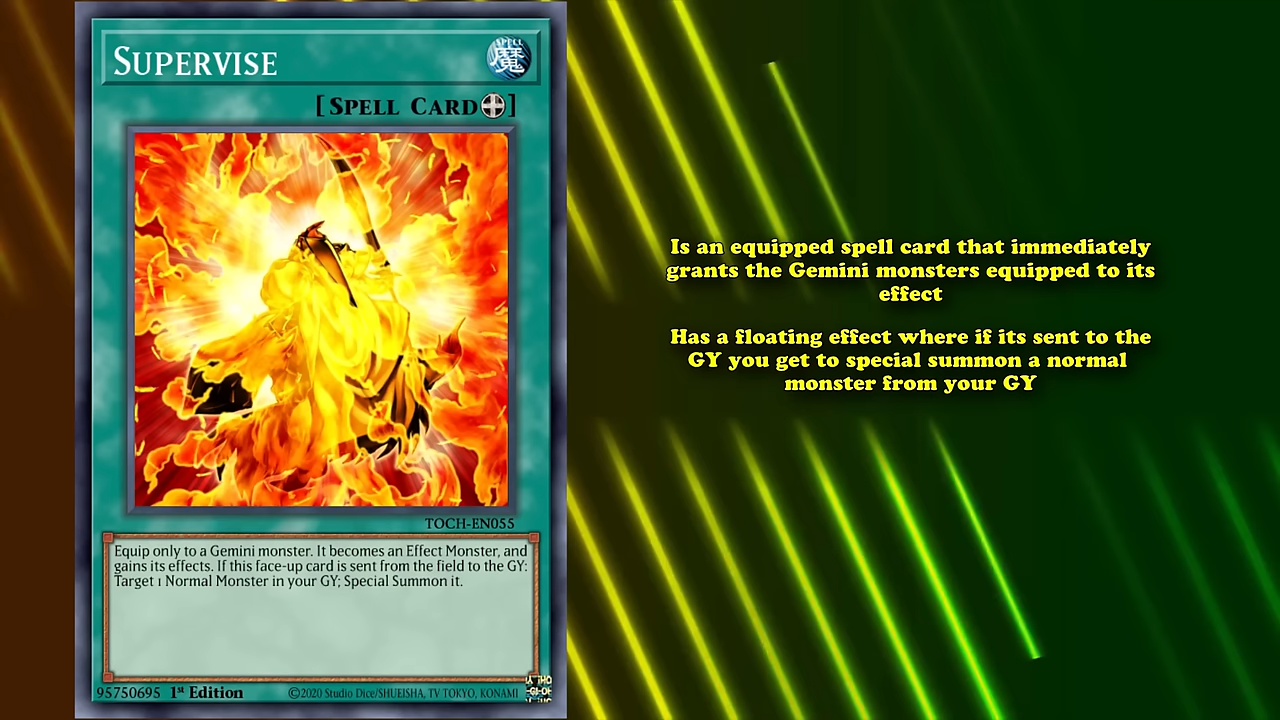 SUPERVISE
SPELL
魔
[SPELL CARD]
TOCH-EN055
Equip only to a Gemini monster. It becomes an Effect Monster, and
gains its effects. If this face-up card is sent from the field to the GY:
Target 1 Normal Monster in your GY; Special Summon it.
95750695 1st Edition ©2020 Studio Dice/SHUEISHA, TV TOKYO, KONAMI
Is an equipped spell card that immediately
grants the Gemini monsters equipped to its
effect
Has a floating effect where if its sent to the
GY you get to special summon a normal
monster from your GY